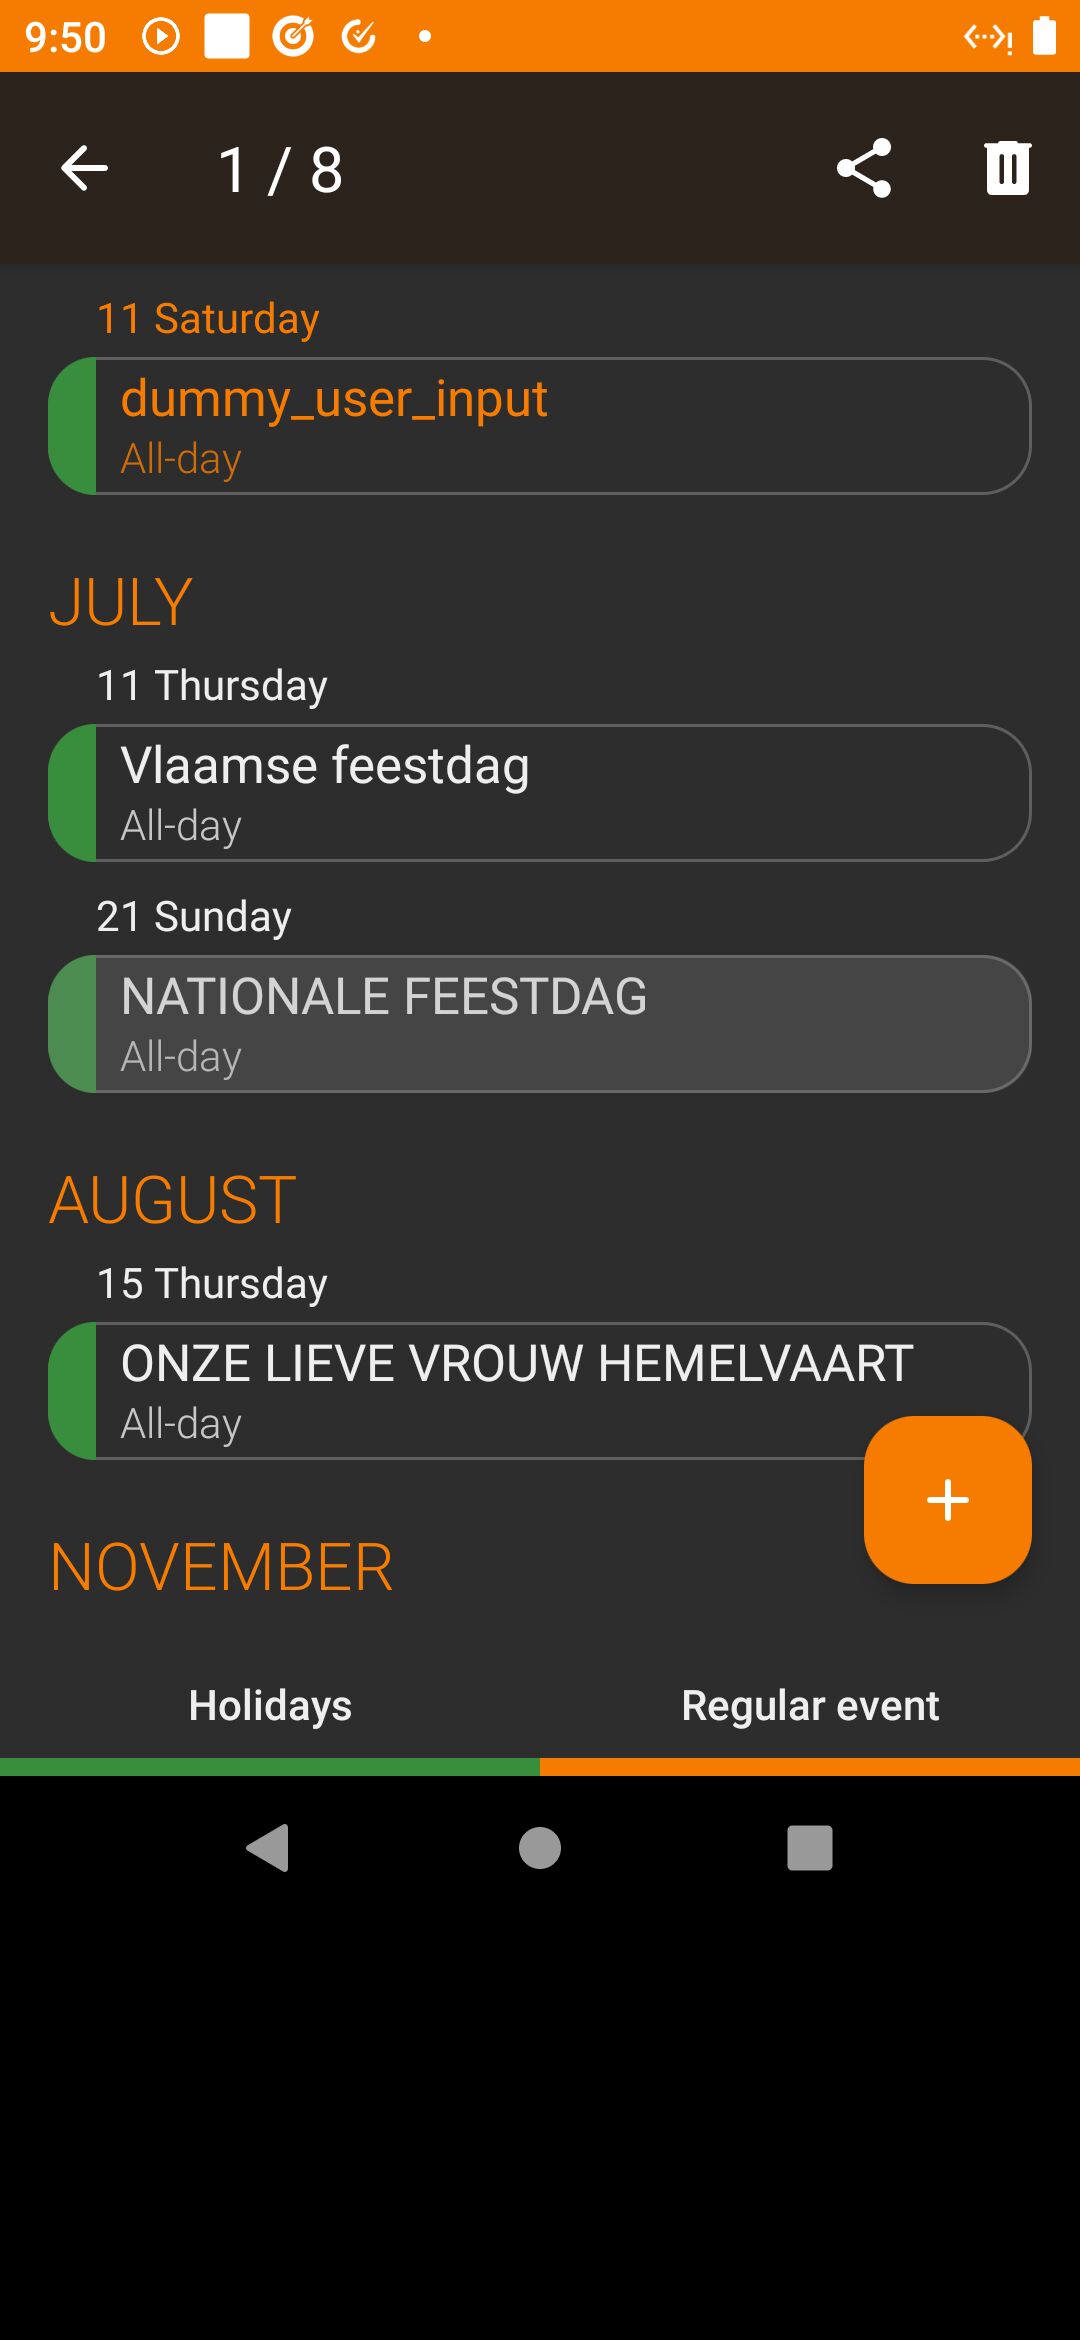 9:50
1 / 8
11 Saturday
dummy_user_input
All-day
JULY
11 Thursday
Vlaamse feestdag
All-day
21 Sunday
NATIONALE FEESTDAG
All-day
AUGUST
15 Thursday
ONZE LIEVE VROUW HEMELVAART
All-day
NOVEMBER
Holidays
Regular event